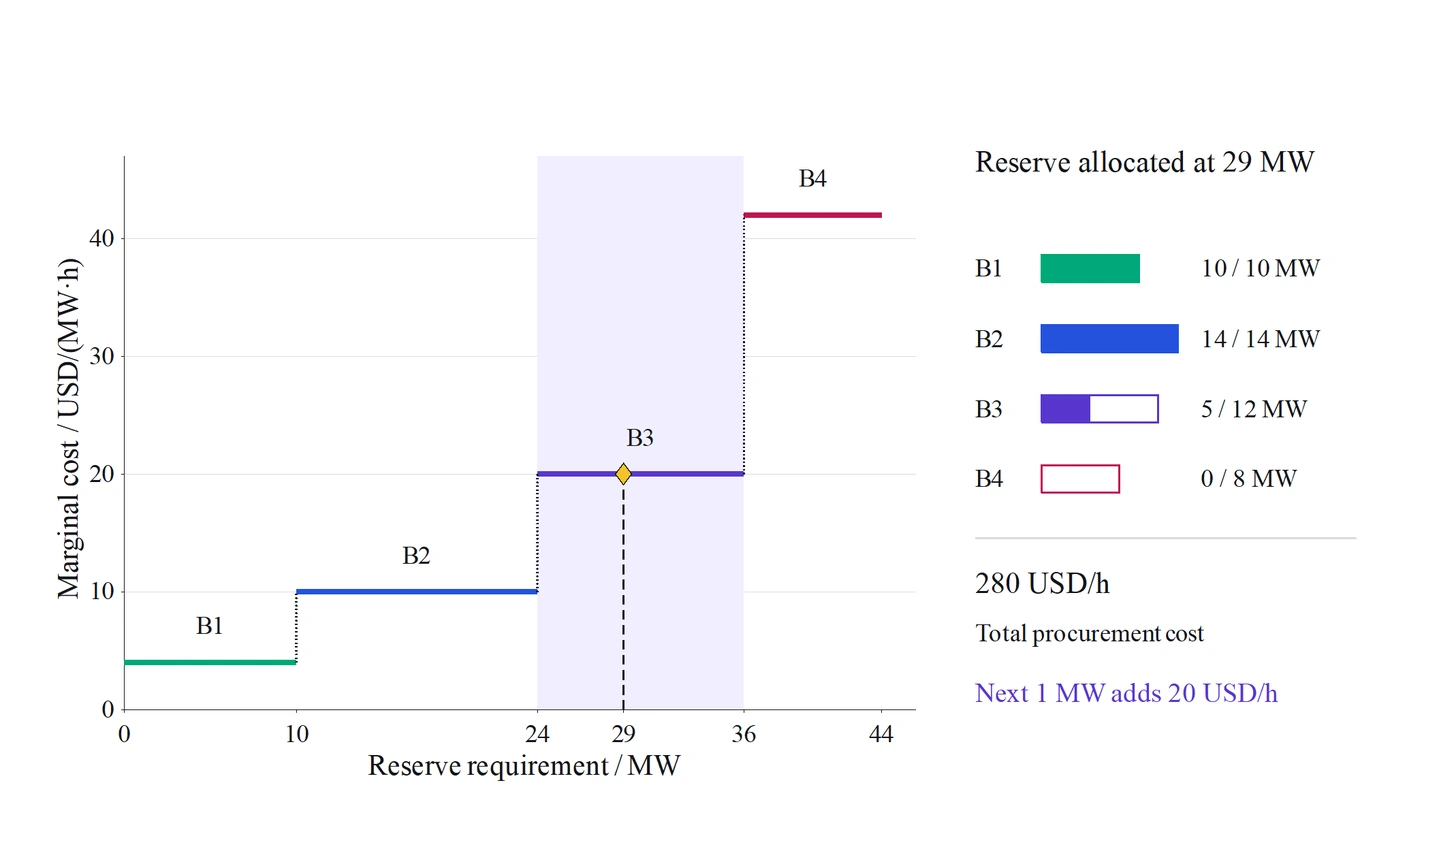 Marginal cost / USD/(MW·h)
40
30
20
10
0
B1
B2
B3
B4
0
10
24
29
36
44
Reserve requirement / MW
Reserve allocated at 29 MW
B1 10 / 10 MW
B2 14 / 14 MW
B3 5 / 12 MW
B4 0 / 8 MW
280 USD/h
Total procurement cost
Next 1 MW adds 20 USD/h